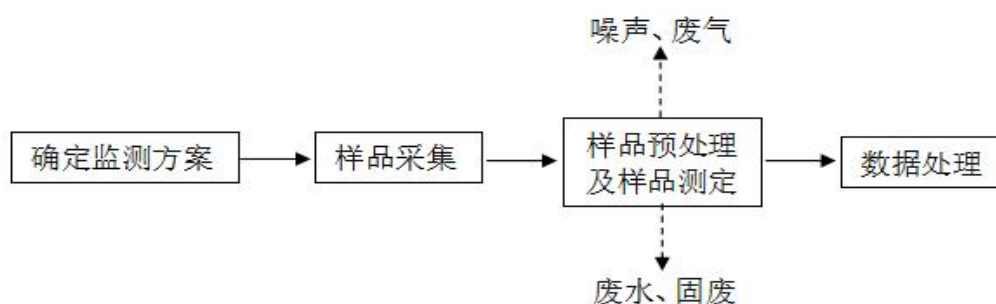 噪声、废气
确定监测方案
样品采集
样品预处理
及样品测定
数据处理
废水、固废